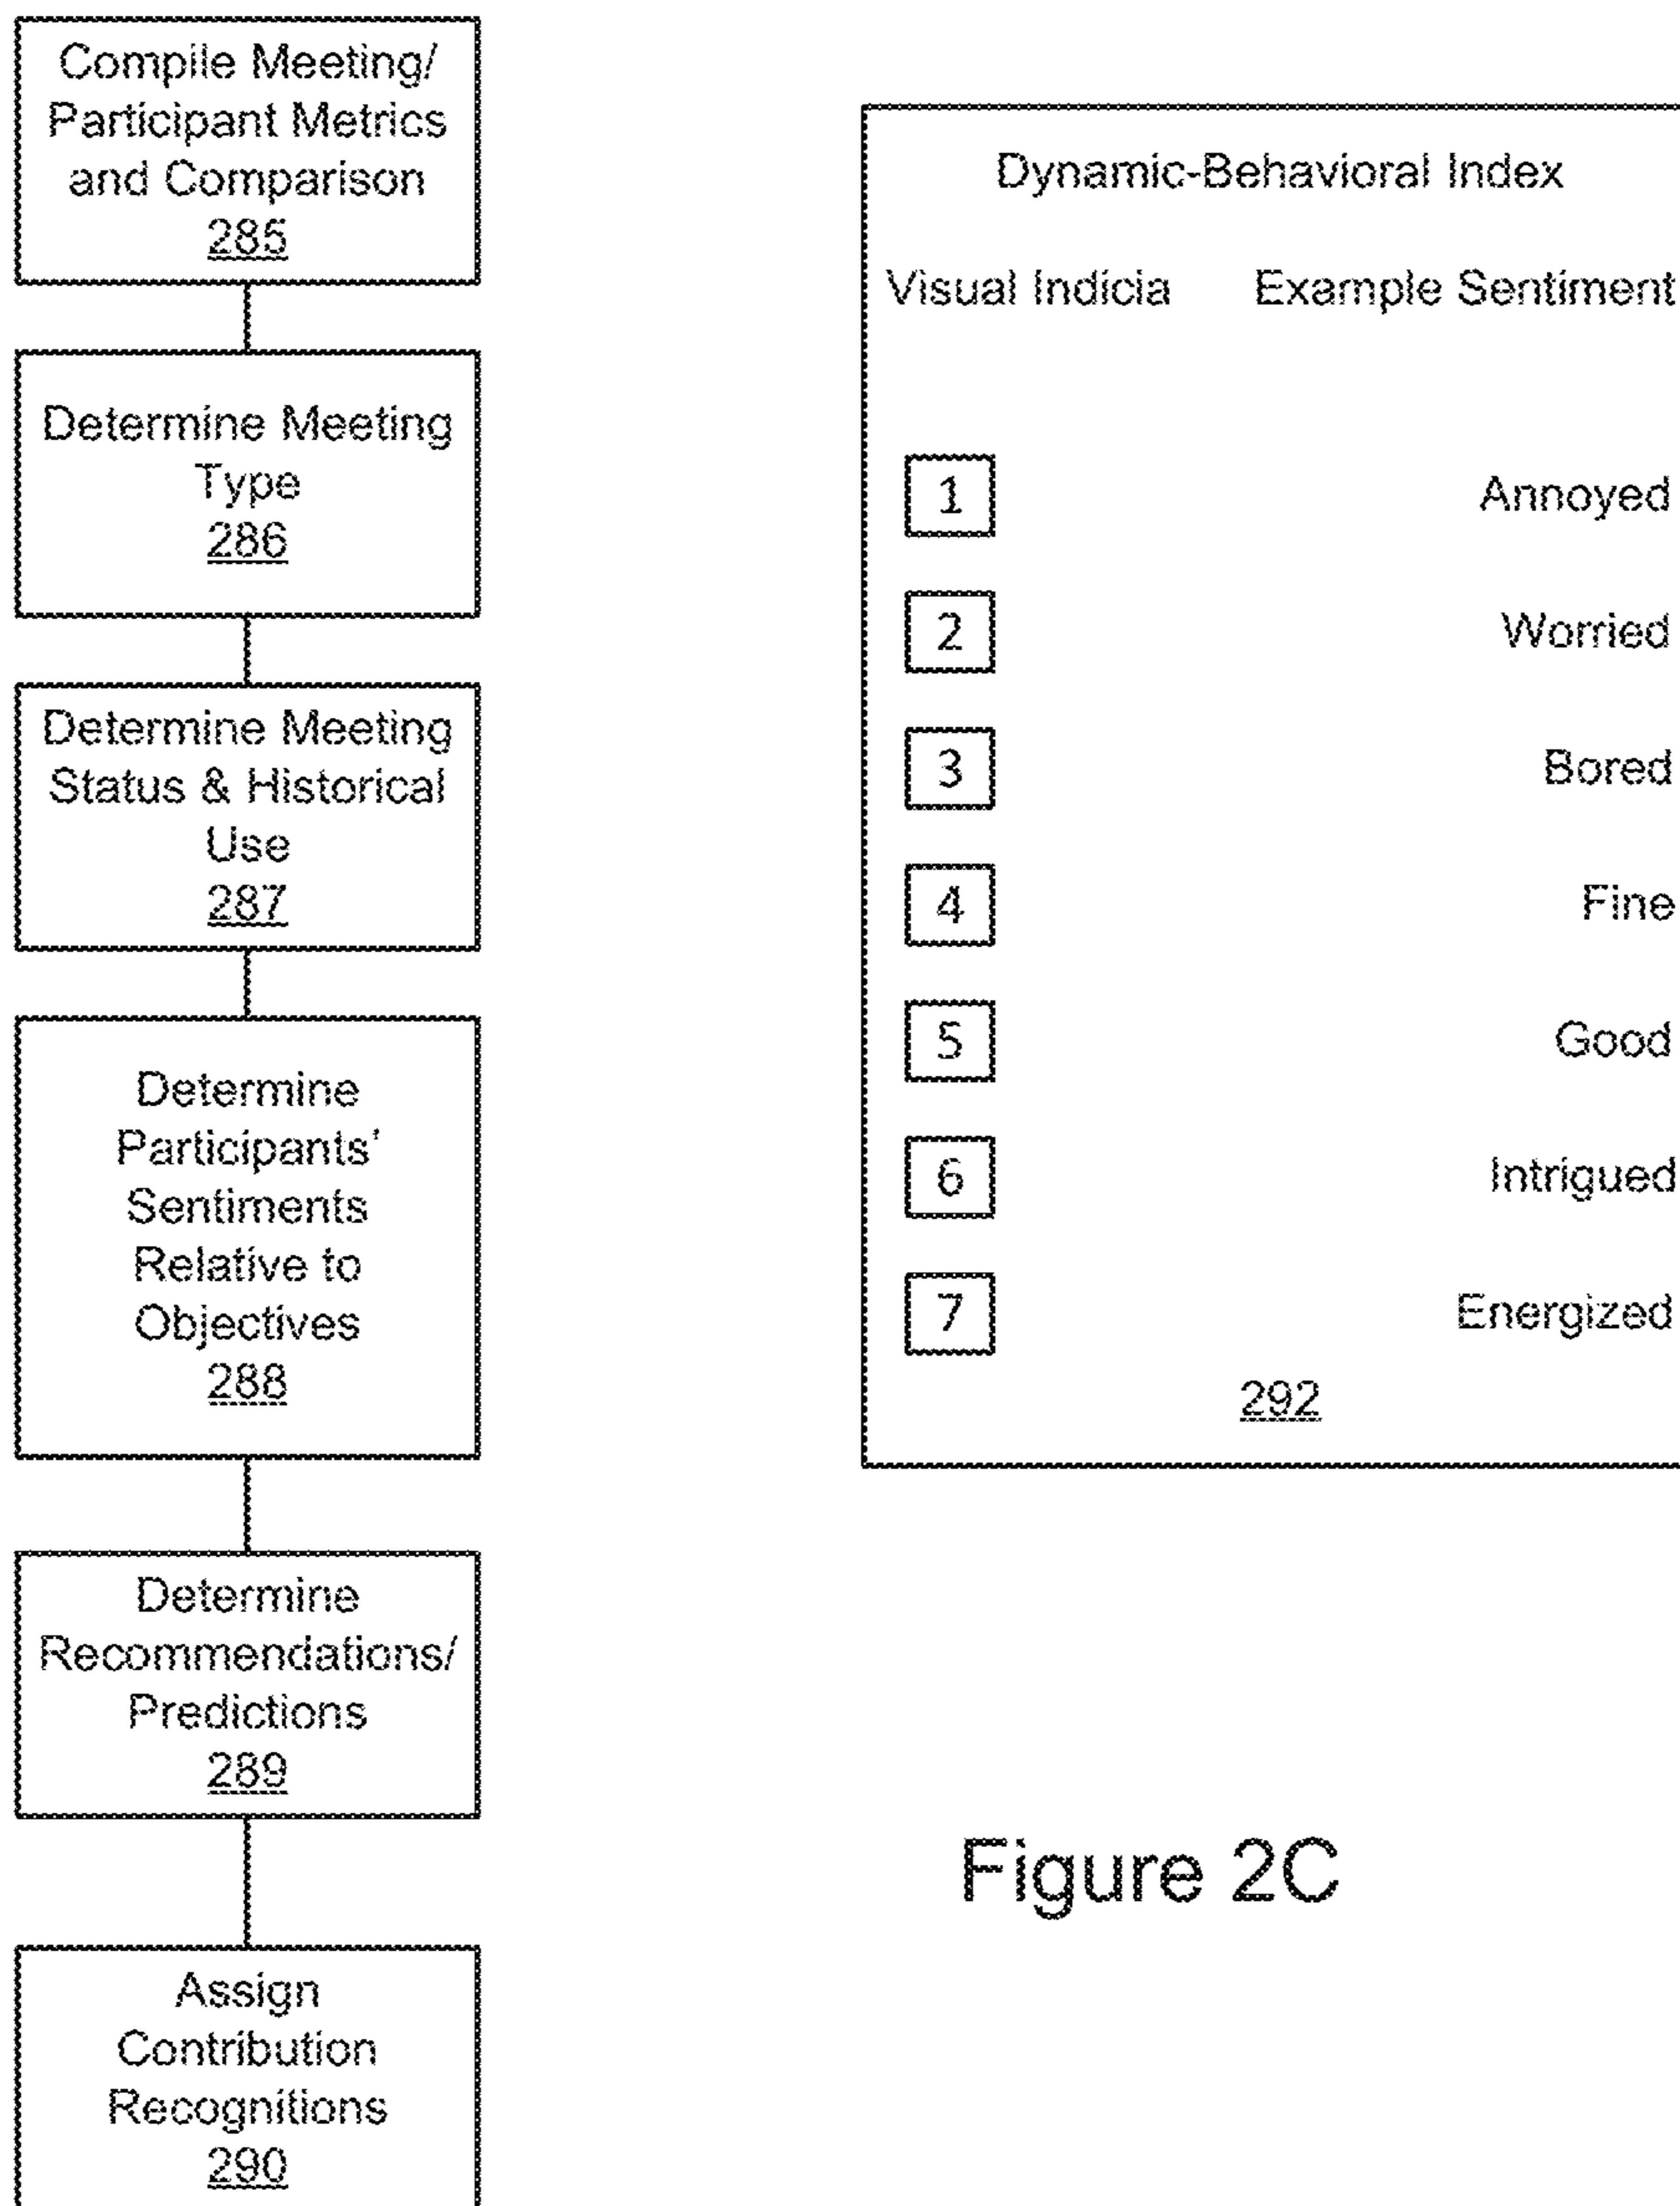 Compile Meeting/
Participant Metrics
and Comparison
285
Determine Meeting
Type
286
Determine Meeting
Status & Historical
Use
287
Determine
Participants'
Sentiments
Relative to
Objectives
288
Determine
Recommendations/
Predictions
289
Assign
Contribution
Recognitions
290
Dynamic-Behavioral Index
Visual Indicia Example Sentiment
1 Annoyed
2 Worried
3 Bored
4 Fine
5 Good
6 Intrigued
7 Energized
292
Figure 2C